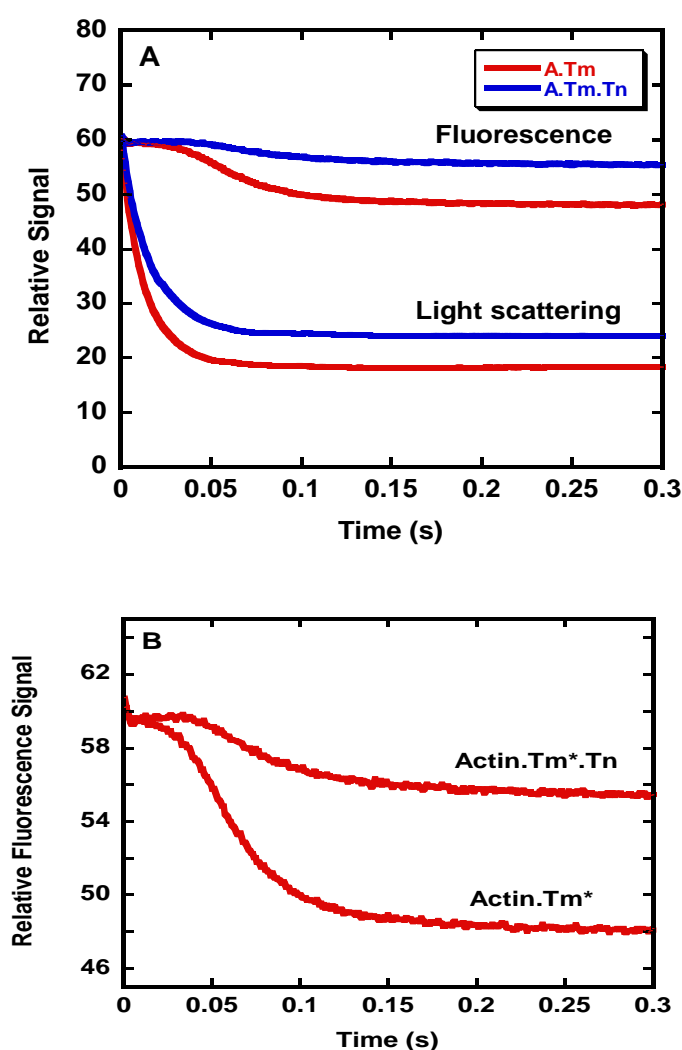 80
A
A.Tm
A.Tm.Tn
70
Fluorescence
60
50
Relative Signal
40
30
Light scattering
20
10
0
0 0.05 0.1 0.15 0.2 0.25 0.3
Time (s)
B
62
Relative Fluorescence Signal
58
Actin.Tm*.Tn
54
50
Actin.Tm*
46
0 0.05 0.1 0.15 0.2 0.25 0.3
Time (s)